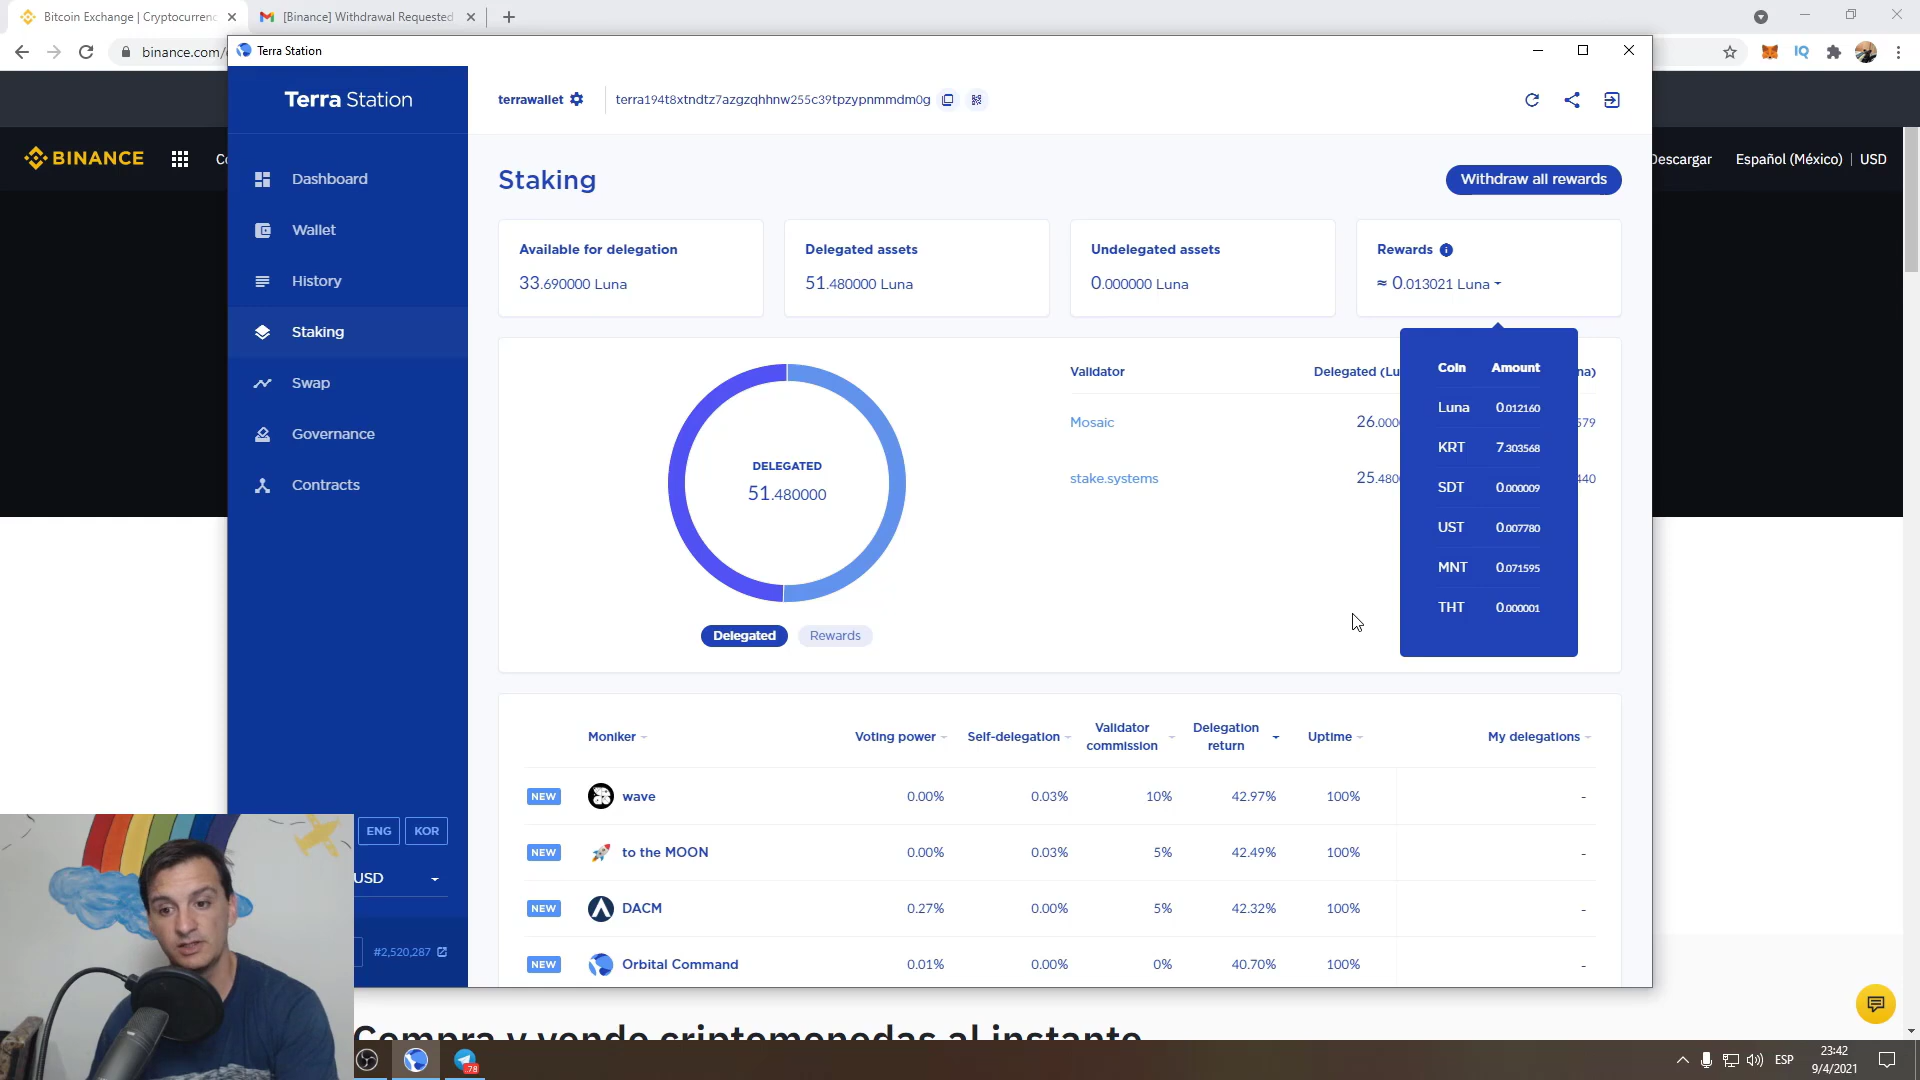 Bitcoin Exchange | Cryptocurrenc
[Binance] Withdrawal Requested
binance.com/
IQ
Terra Station
BINANCE
Descargar
Español (México) | USD
Terra Station
Dashboard
Wallet
History
Staking
Swap
Governance
Contracts
ENG
KOR
USD
#2,520,287
terrawallet
terra194t8xtndtz7azgzqhhnw255c39tpzypnmmdm0g
Staking
Withdraw all rewards
Available for delegation
33.690000 Luna
Delegated assets
51.480000 Luna
Undelegated assets
0.000000 Luna
Rewards
≈ 0.013021 Luna
DELEGATED
51.480000
Delegated
Rewards
Validator
Delegated (Lu
na)
Mosaic
26.000
579
stake.systems
25.480
440
Coin Amount
Luna 0.012160
KRT 7.303568
SDT 0.000009
UST 0.007780
MNT 0.071595
THT 0.000001
Moniker
Voting power
Self-delegation
Validator
commission
Delegation
return
Uptime
My delegations
NEW wave 0.00% 0.03% 10% 42.97% 100% -
NEW to the MOON 0.00% 0.03% 5% 42.49% 100% -
NEW DACM 0.27% 0.00% 5% 42.32% 100% -
NEW Orbital Command 0.01% 0.00% 0% 40.70% 100% -
Compra y vende criptomonedas al instante
78
ESP
23:42
9/4/2021